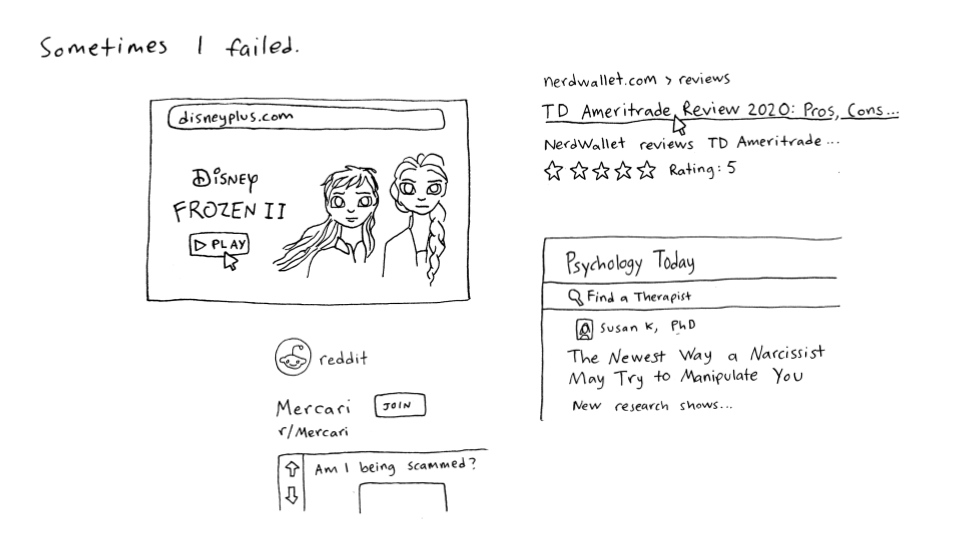 Sometimes I failed.
disneyplus.com
Disney
FROZEN II
PLAY
nerdwallet.com > reviews
TD Ameritrade Review 2020: Pros, Cons...
NerdWallet reviews TD Ameritrade...
Rating: 5
Psychology Today
Find a Therapist
Susan K, PhD
The Newest Way a Narcissist
May Try to Manipulate You
New research shows...
reddit
Mercari JOIN
r/Mercari
Am I being scammed?